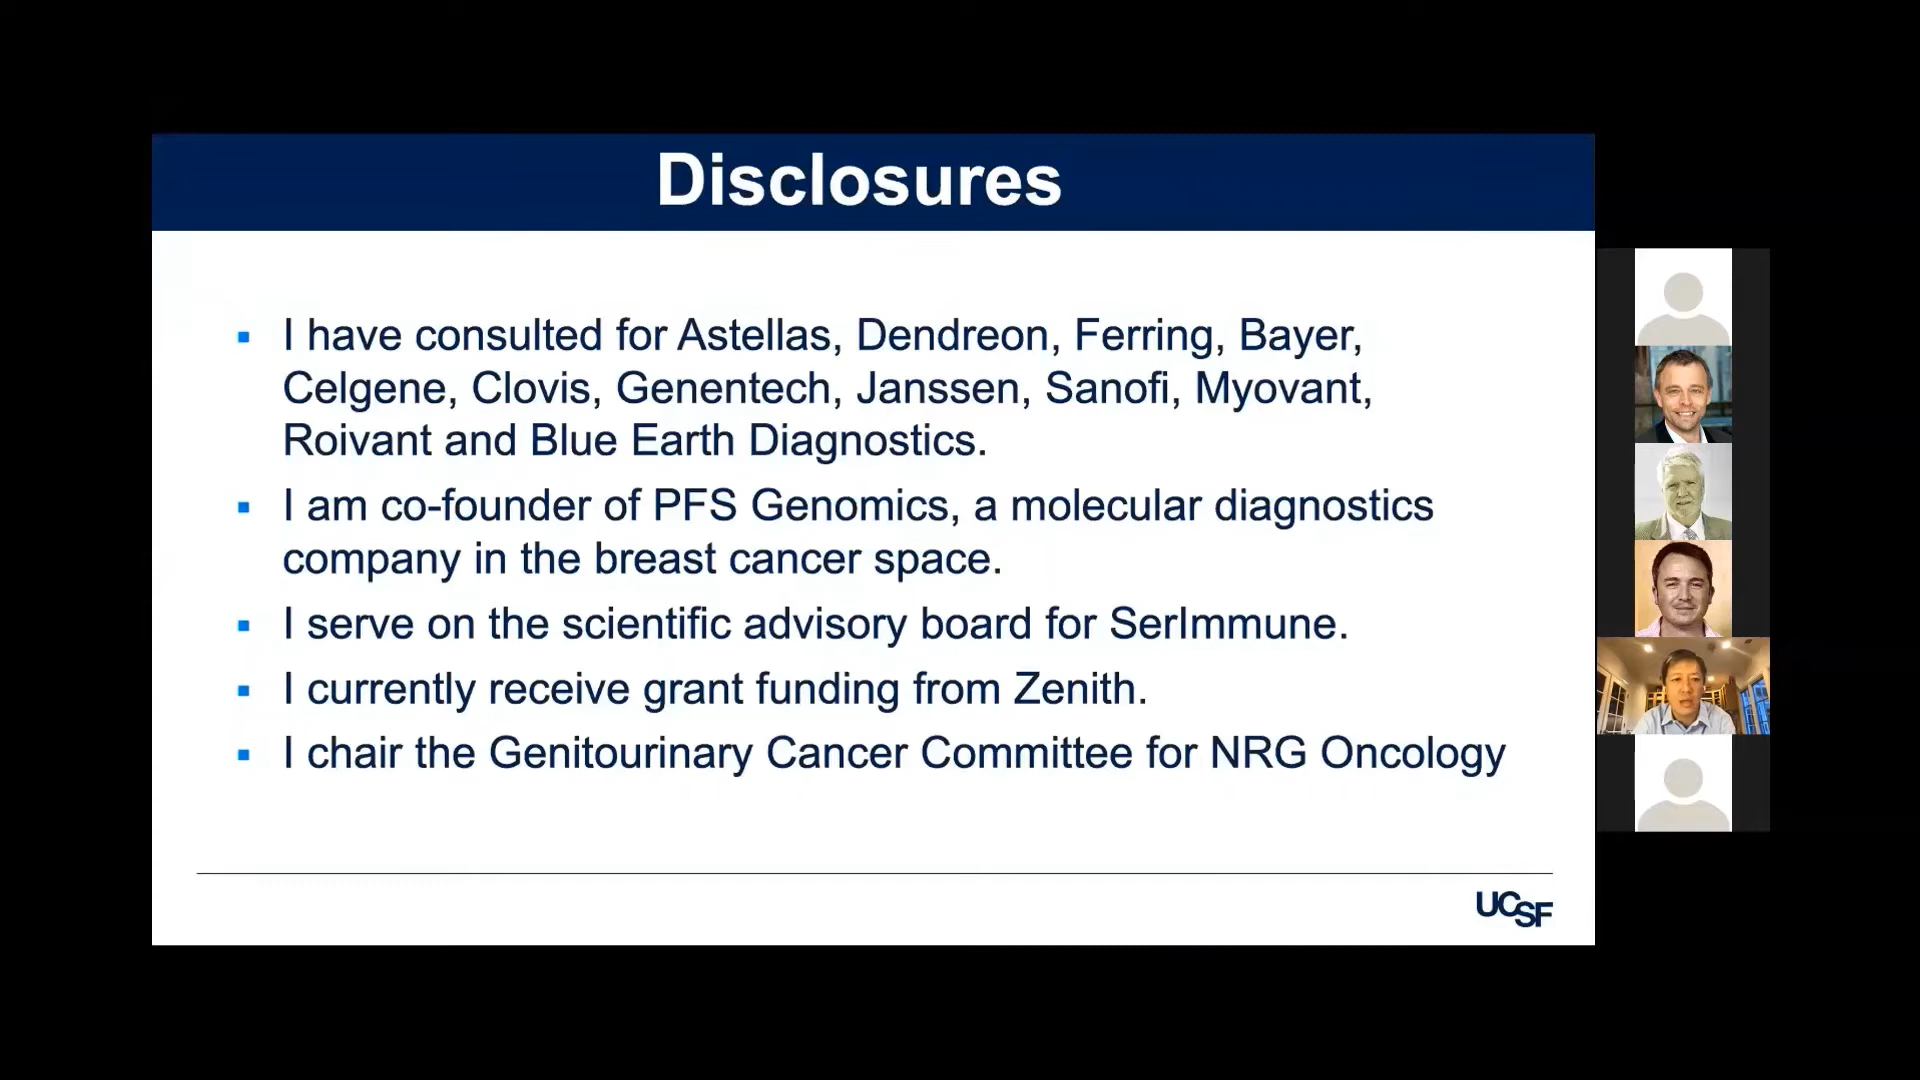 Disclosures
▪ I have consulted for Astellas, Dendreon, Ferring, Bayer,
Celgene, Clovis, Genentech, Janssen, Sanofi, Myovant,
Roivant and Blue Earth Diagnostics.
▪ I am co-founder of PFS Genomics, a molecular diagnostics
company in the breast cancer space.
▪ I serve on the scientific advisory board for SerImmune.
▪ I currently receive grant funding from Zenith.
▪ I chair the Genitourinary Cancer Committee for NRG Oncology
UCSF